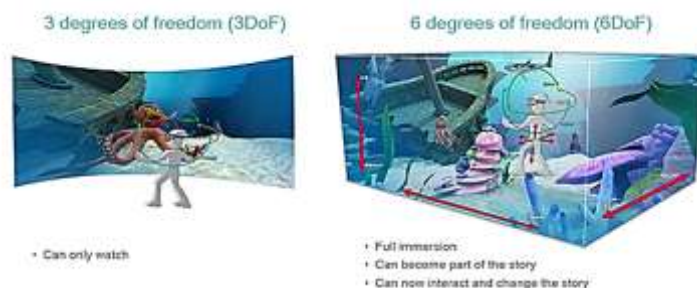 3 degrees of freedom (3DoF)
6 degrees of freedom (6DoF)
• Can only watch
• Full immersion
• Can become part of the story
• Can now interact and change the story